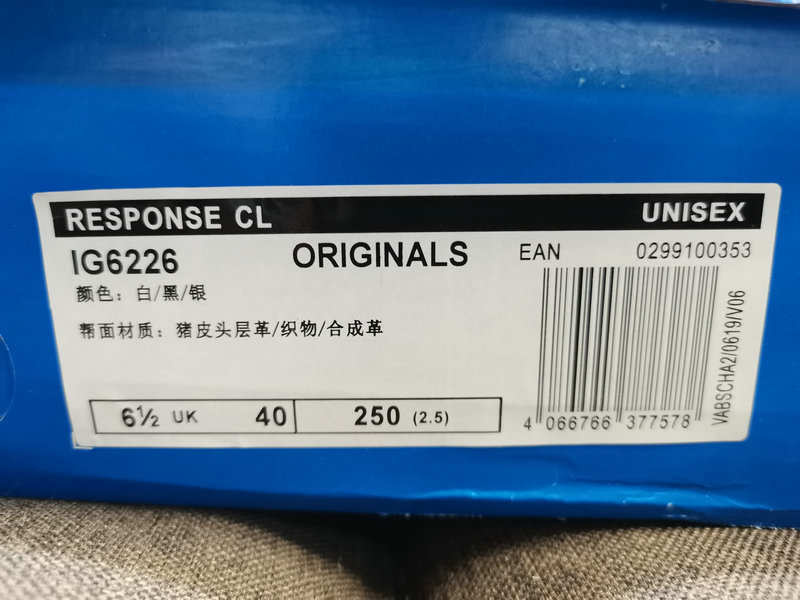 RESPONSE CL UNISEX
IG6226 ORIGINALS EAN 0299100353
颜色：白/黑/银
帮面材质：猪皮头层革/织物/合成革
6½ UK 40 250 (2.5)
4 066766 377578
VABSCHA2/0619/V06